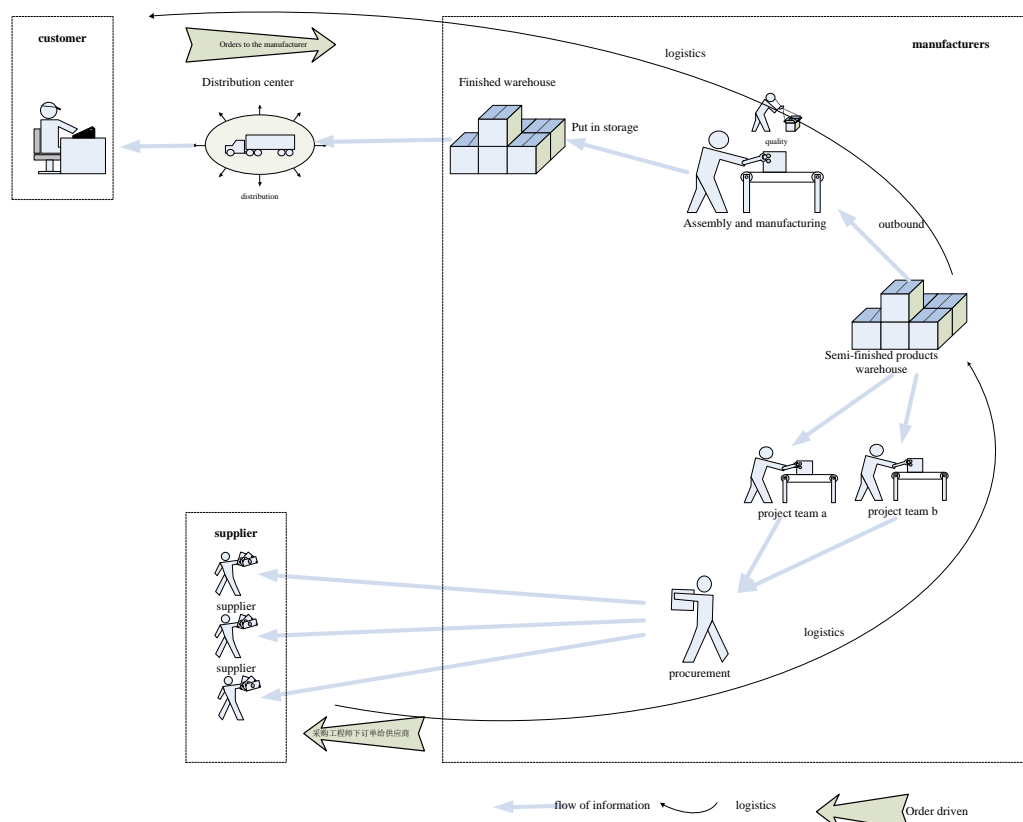 customer
Orders to the manufacturer
logistics
manufacturers
Distribution center
Finished warehouse
Put in storage
quality
distribution
Assembly and manufacturing
outbound
Semi-finished products
warehouse
project team a
project team b
supplier
supplier
supplier
procurement
logistics
采购工程师下订单给供应商
flow of information
logistics
Order driven